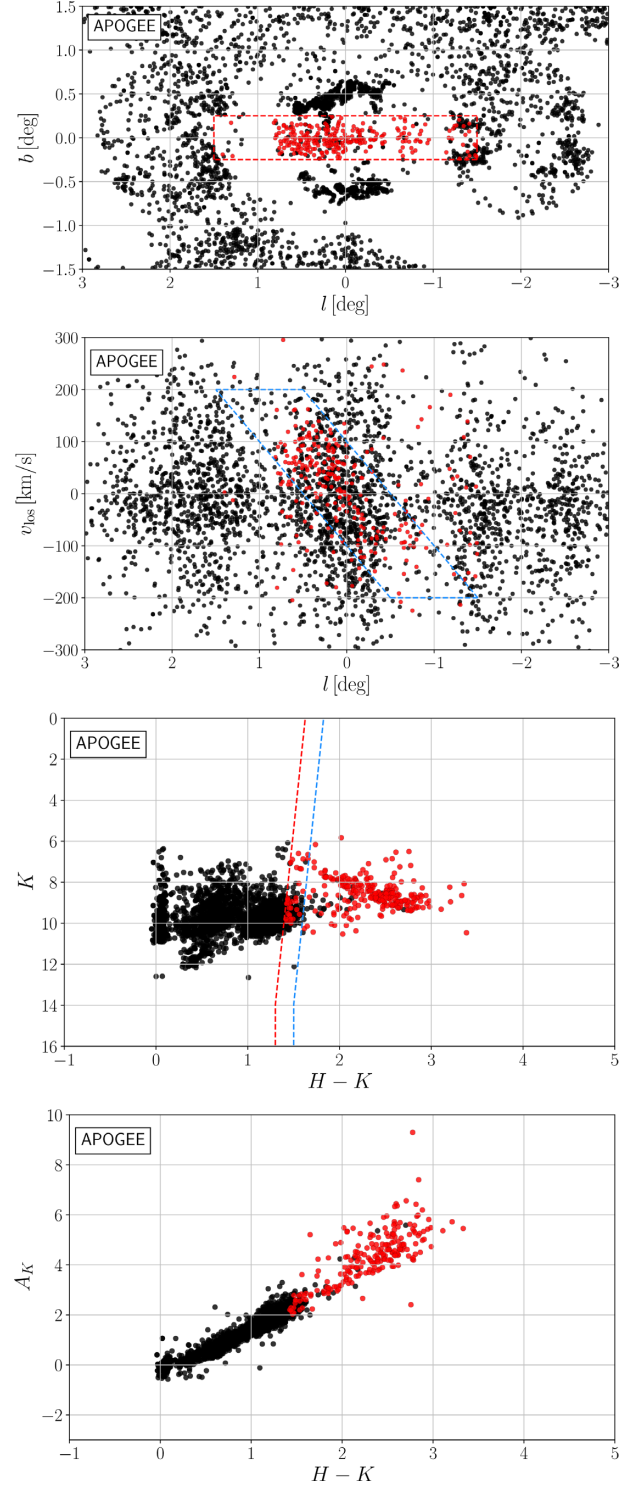 1.5
APOGEE
1.0
0.5
0.0
−0.5
−1.0
−1.5
b [deg]
3 2 1 0 −1 −2 −3
l [deg]
300
APOGEE
200
100
0
−100
−200
−300
v_los [km/s]
3 2 1 0 −1 −2 −3
l [deg]
0
APOGEE
2
4
6
8
10
12
14
16
K
−1 0 1 2 3 4 5
H − K
10
APOGEE
8
6
4
2
0
−2
A_K
−1 0 1 2 3 4 5
H − K